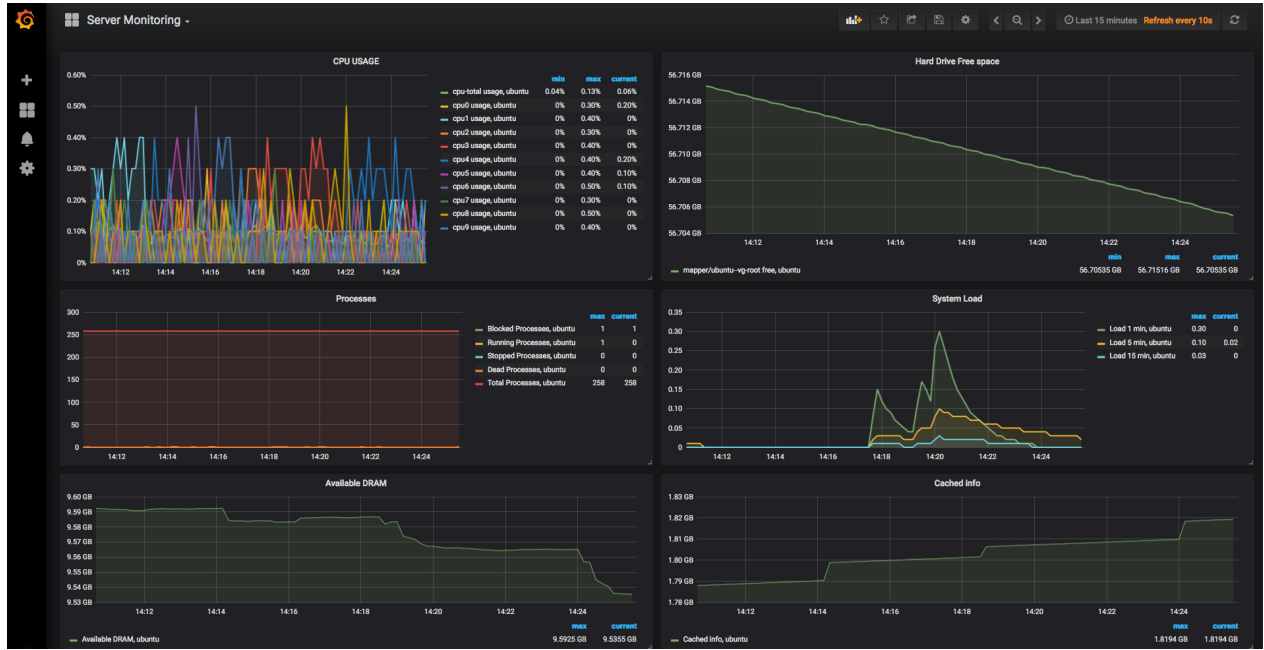 Server Monitoring
Last 15 minutes Refresh every 10s
CPU USAGE
0.60%
0.50%
0.40%
0.30%
0.20%
0.10%
0%
14:12 14:14 14:16 14:18 14:20 14:22 14:24
min max current
cpu-total usage, ubuntu 0.04% 0.13% 0.06%
cpu0 usage, ubuntu 0% 0.30% 0.20%
cpu1 usage, ubuntu 0% 0.40% 0%
cpu2 usage, ubuntu 0% 0.30% 0%
cpu3 usage, ubuntu 0% 0.40% 0%
cpu4 usage, ubuntu 0% 0.40% 0.20%
cpu5 usage, ubuntu 0% 0.40% 0.10%
cpu6 usage, ubuntu 0% 0.50% 0.10%
cpu7 usage, ubuntu 0% 0.30% 0%
cpu8 usage, ubuntu 0% 0.50% 0%
cpu9 usage, ubuntu 0% 0.40% 0%
Hard Drive Free space
56.716 GB
56.714 GB
56.712 GB
56.710 GB
56.708 GB
56.706 GB
56.704 GB
14:12 14:14 14:16 14:18 14:20 14:22 14:24
min max current
mapper/ubuntu--vg-root free, ubuntu 56.70535 GB 56.71516 GB 56.70535 GB
Processes
300
250
200
150
100
50
0
14:12 14:14 14:16 14:18 14:20 14:22 14:24
max current
Blocked Processes, ubuntu 1 1
Running Processes, ubuntu 1 0
Stopped Processes, ubuntu 0 0
Dead Processes, ubuntu 0 0
Total Processes, ubuntu 258 258
System Load
0.35
0.30
0.25
0.20
0.15
0.10
0.05
0
14:12 14:14 14:16 14:18 14:20 14:22 14:24
max current
Load 1 min, ubuntu 0.30 0
Load 5 min, ubuntu 0.10 0.02
Load 15 min, ubuntu 0.03 0
Available DRAM
9.60 GB
9.59 GB
9.58 GB
9.57 GB
9.56 GB
9.55 GB
9.54 GB
9.53 GB
14:12 14:14 14:16 14:18 14:20 14:22 14:24
max current
Available DRAM, ubuntu 9.5925 GB 9.5355 GB
Cached info
1.83 GB
1.82 GB
1.81 GB
1.80 GB
1.79 GB
1.78 GB
14:12 14:14 14:16 14:18 14:20 14:22 14:24
max current
Cached info, ubuntu 1.8194 GB 1.8194 GB